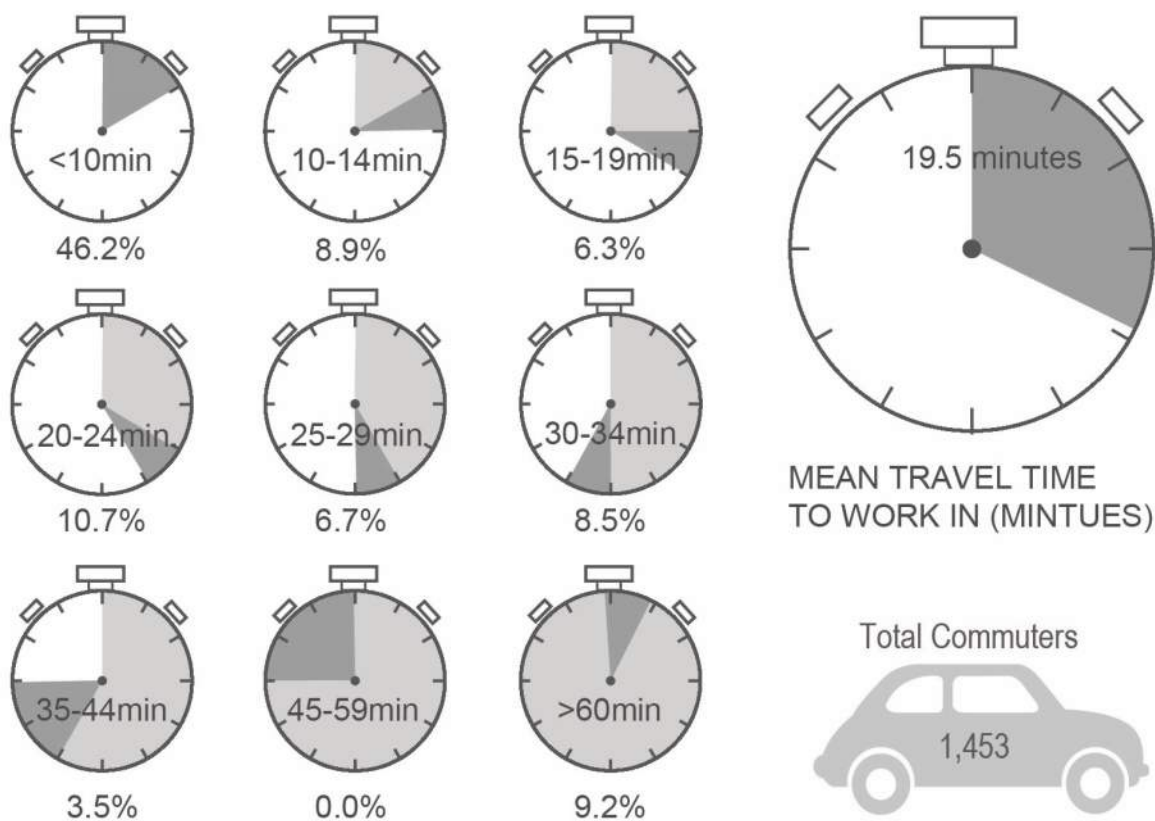 <10min
46.2%
10-14min
8.9%
15-19min
6.3%
20-24min
10.7%
25-29min
6.7%
30-34min
8.5%
35-44min
3.5%
45-59min
0.0%
>60min
9.2%
19.5 minutes
MEAN TRAVEL TIME
TO WORK IN (MINTUES)
Total Commuters
1,453